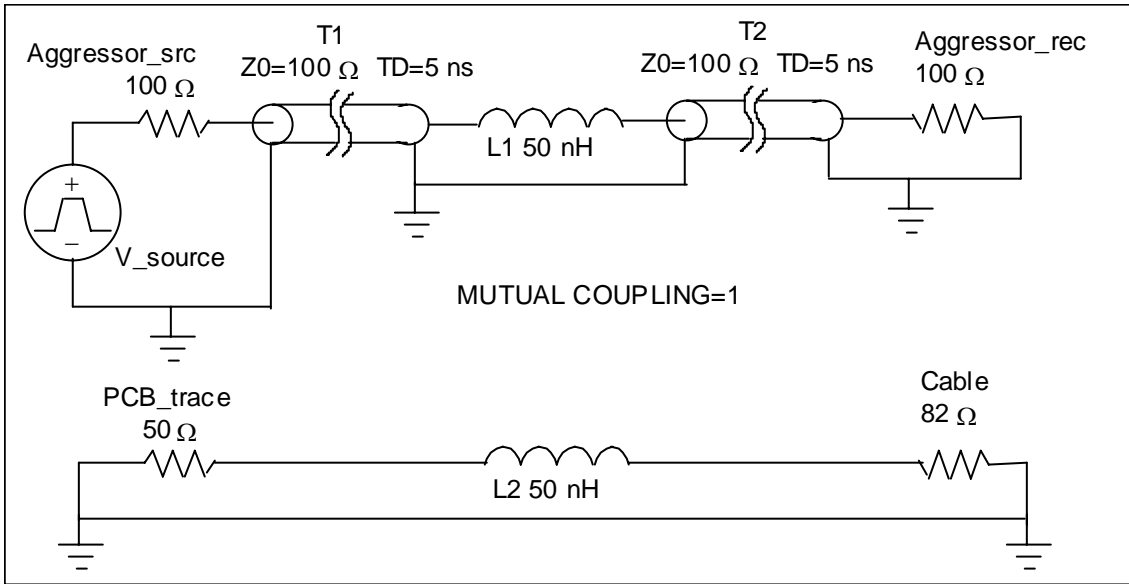 T1
Z0=100 Ω TD=5 ns
T2
Z0=100 Ω TD=5 ns
Aggressor_src
100 Ω
Aggressor_rec
100 Ω
L1 50 nH
+
−
V_source
MUTUAL COUPLING=1
PCB_trace
50 Ω
Cable
82 Ω
L2 50 nH